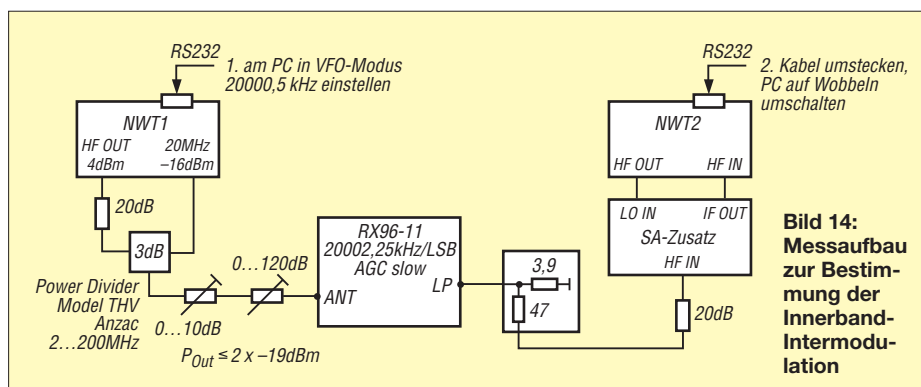 RS232
1. am PC in VFO-Modus
20000,5 kHz einstellen
NWT1
HF OUT
4dBm
20MHz
–16dBm
20dB
3dB
Power Divider
Model THV
Anzac
2…200MHz
0…10dB
0…120dB
P_Out ≤ 2 x –19dBm
RX96-11
20002,25kHz/LSB
AGC slow
ANT
LP
3,9
47
RS232
2. Kabel umstecken,
PC auf Wobbeln
umschalten
NWT2
HF OUT
HF IN
LO IN
IF OUT
SA-Zusatz
HF IN
20dB
Bild 14:
Messaufbau
zur Bestim-
mung der
Innerband-
Intermodu-
lation